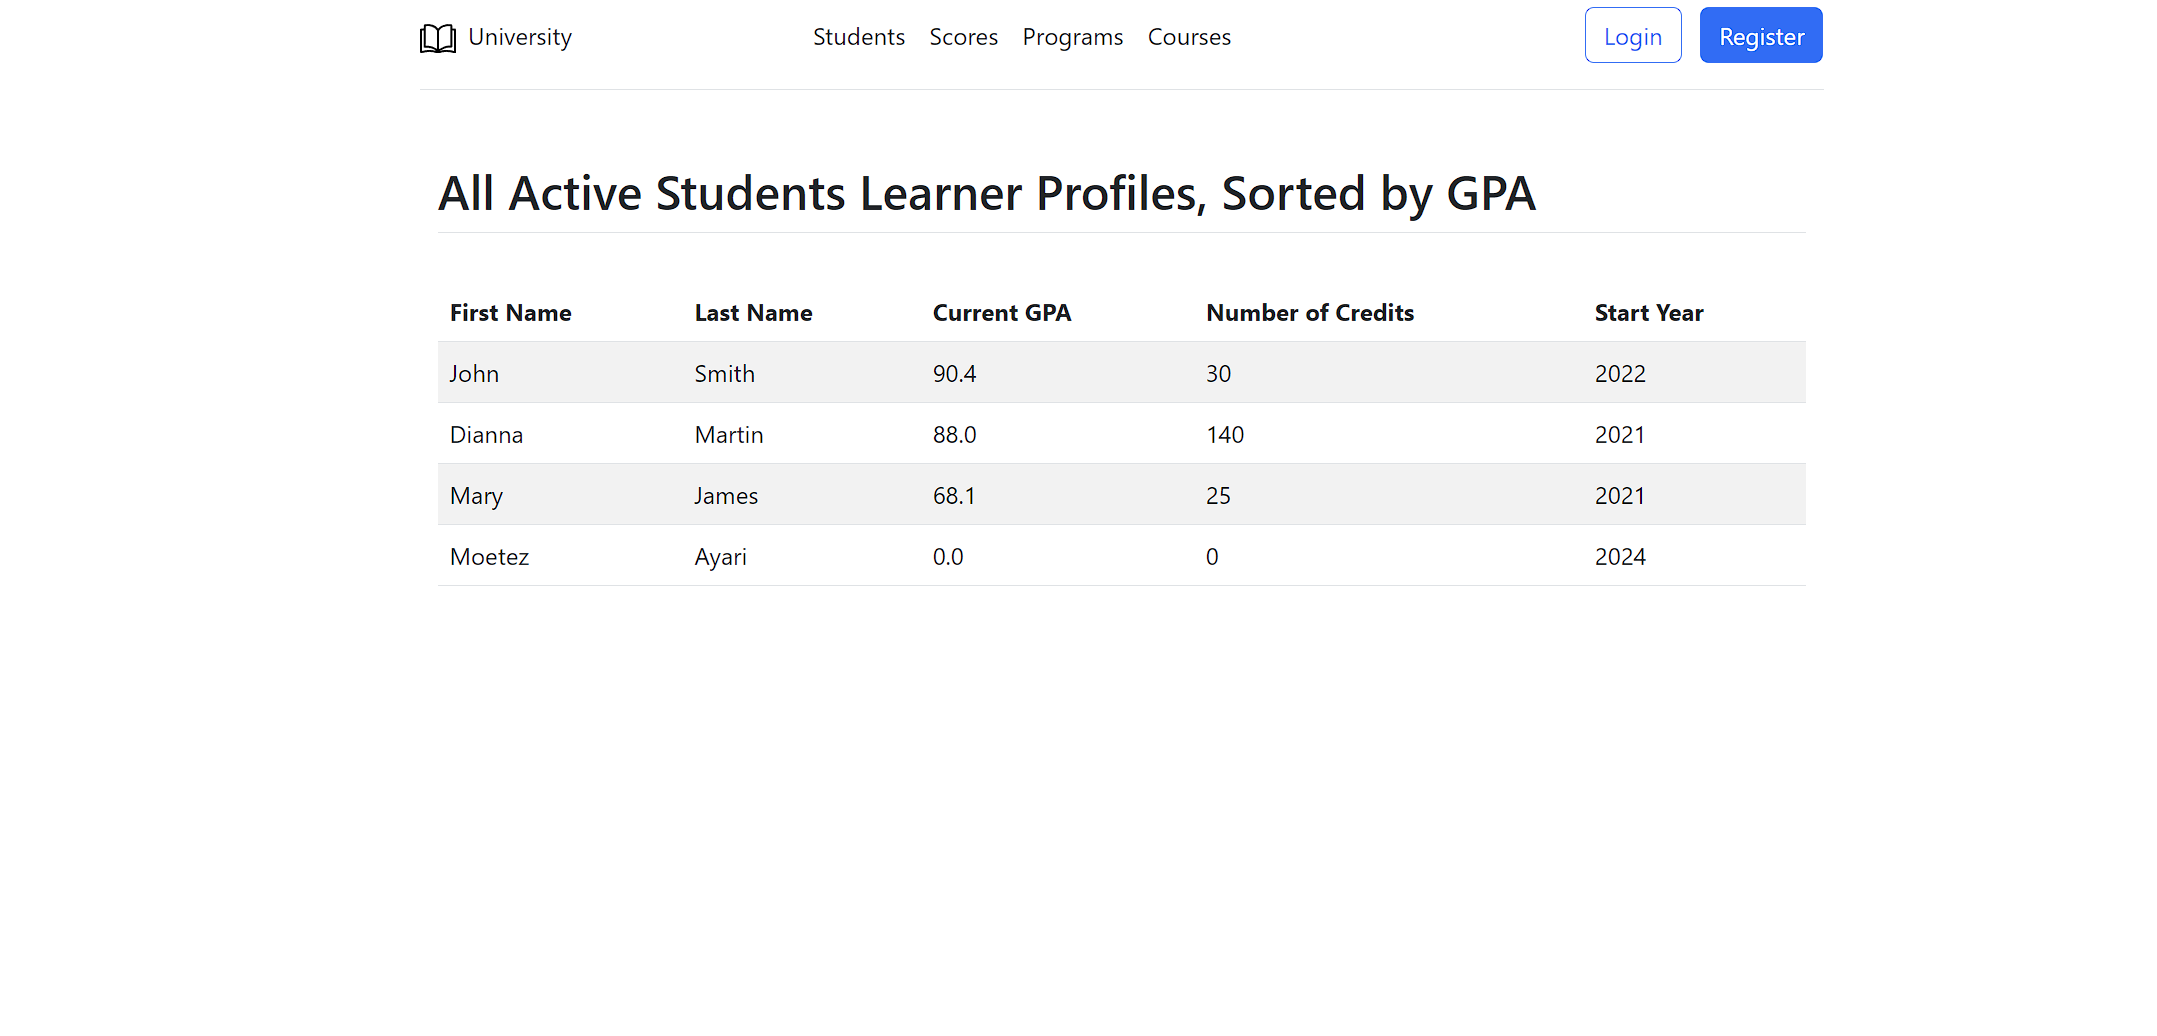 University Students Scores Programs Courses Login Register
All Active Students Learner Profiles, Sorted by GPA
First Name Last Name Current GPA Number of Credits Start Year
John Smith 90.4 30 2022
Dianna Martin 88.0 140 2021
Mary James 68.1 25 2021
Moetez Ayari 0.0 0 2024